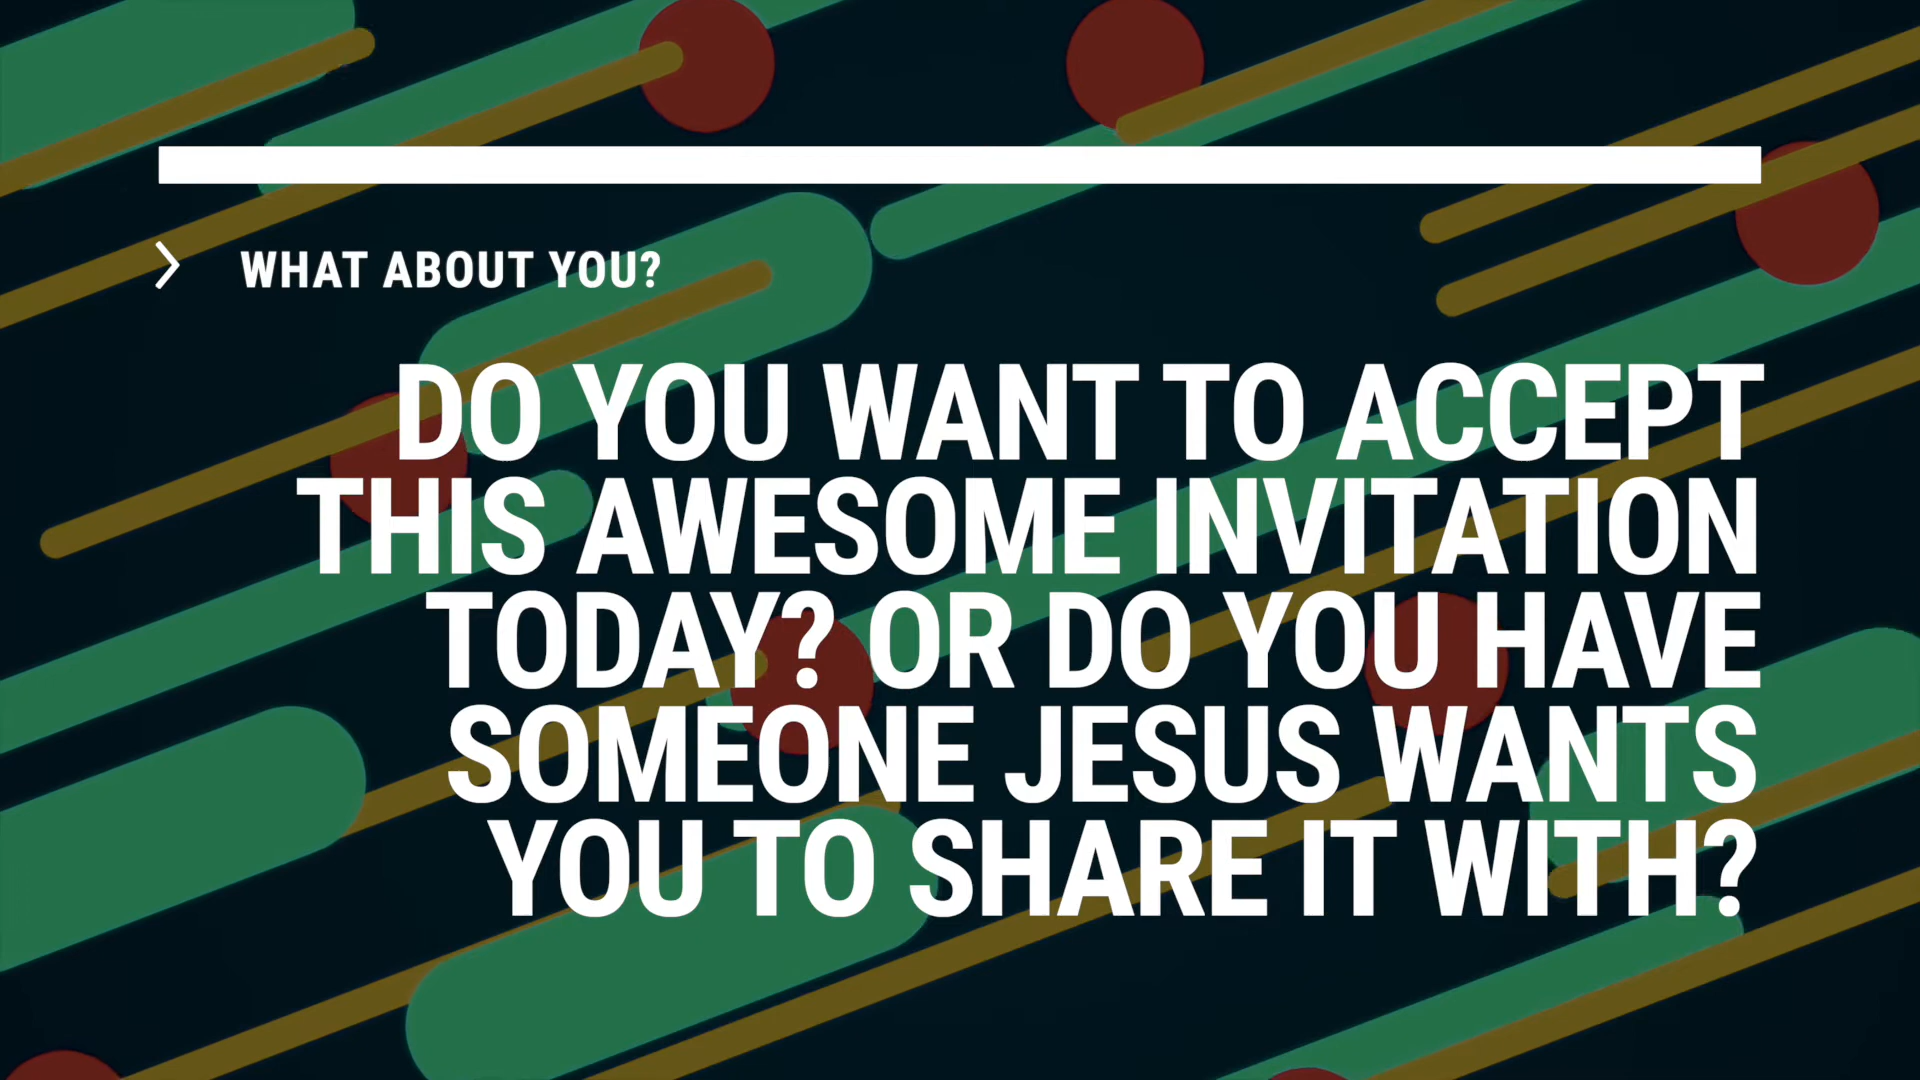 WHAT ABOUT YOU?
DO YOU WANT TO ACCEPT
THIS AWESOME INVITATION
TODAY? OR DO YOU HAVE
SOMEONE JESUS WANTS
YOU TO SHARE IT WITH?